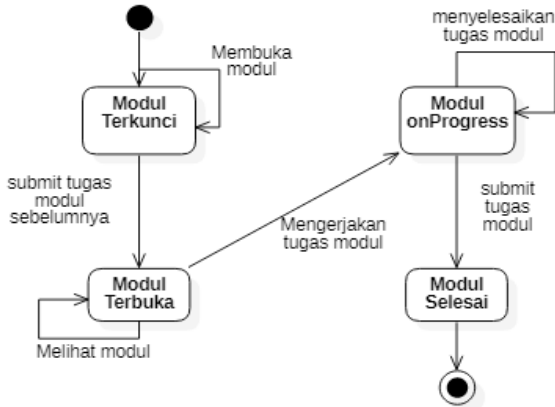 Membuka
modul
Modul
Terkunci
submit tugas
modul
sebelumnya
Modul
Terbuka
Melihat modul
Mengerjakan
tugas modul
menyelesaikan
tugas modul
Modul
onProgress
submit
tugas
modul
Modul
Selesai